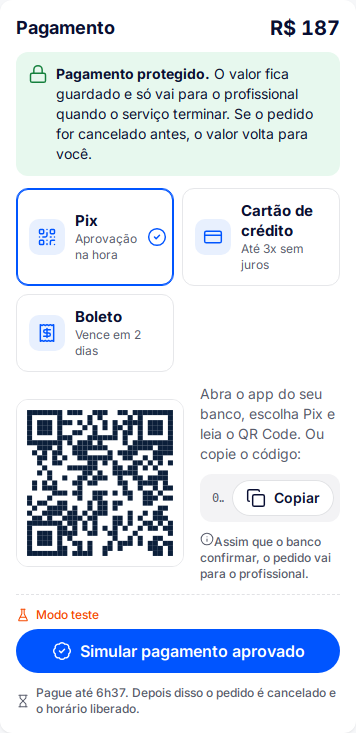 Pagamento
R$ 187
Pagamento protegido. O valor fica
guardado e só vai para o profissional
quando o serviço terminar. Se o pedido
for cancelado antes, o valor volta para
você.
Pix
Aprovação
na hora
Cartão de
crédito
Até 3x sem
juros
Boleto
Vence em 2
dias
Abra o app do seu
banco, escolha Pix e
leia o QR Code. Ou
copie o código:
0…
Copiar
Assim que o banco
confirmar, o pedido vai
para o profissional.
Modo teste
Simular pagamento aprovado
Pague até 6h37. Depois disso o pedido é cancelado e
o horário liberado.